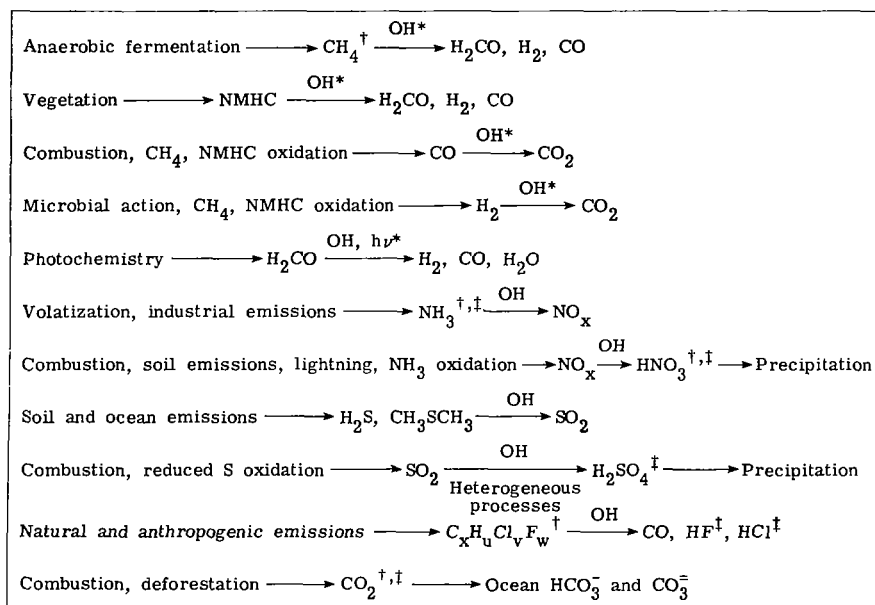 Anaerobic fermentation ⟶ CH₄† —OH*→ H₂CO, H₂, CO
Vegetation ⟶ NMHC —OH*→ H₂CO, H₂, CO
Combustion, CH₄, NMHC oxidation ⟶ CO —OH*→ CO₂
Microbial action, CH₄, NMHC oxidation ⟶ H₂ —OH*→ CO₂
Photochemistry ⟶ H₂CO —OH, hν*→ H₂, CO, H₂O
Volatization, industrial emissions ⟶ NH₃†,‡ —OH→ NOₓ
Combustion, soil emissions, lightning, NH₃ oxidation ⟶ NOₓ —OH→ HNO₃†,‡ ⟶ Precipitation
Soil and ocean emissions ⟶ H₂S, CH₃SCH₃ —OH→ SO₂
Combustion, reduced S oxidation ⟶ SO₂ —OH→ H₂SO₄‡ ⟶ Precipitation
Heterogeneous
processes
Natural and anthropogenic emissions ⟶ CₓHᵤClᵥF_w† —OH→ CO, HF‡, HCl‡
Combustion, deforestation ⟶ CO₂†,‡ ⟶ Ocean HCO₃⁻ and CO₃⁼